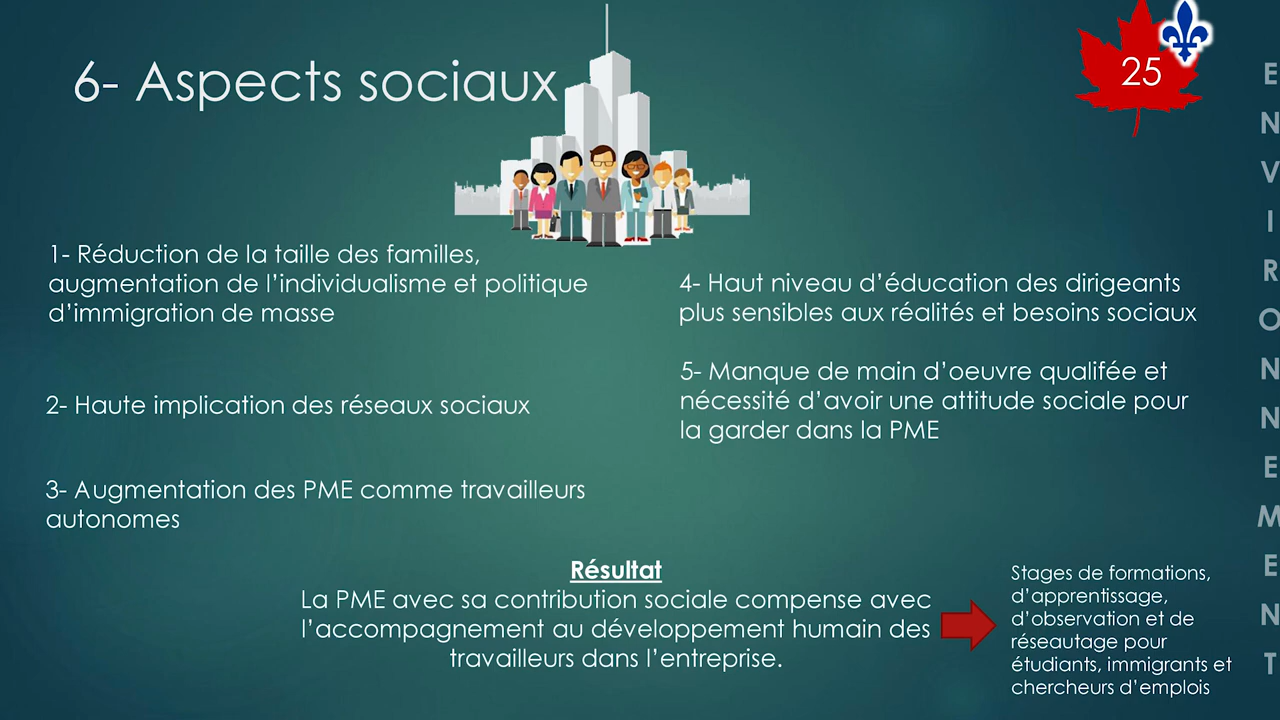 6- Aspects sociaux
25
1- Réduction de la taille des familles,
augmentation de l'individualisme et politique
d'immigration de masse
2- Haute implication des réseaux sociaux
3- Augmentation des PME comme travailleurs
autonomes
4- Haut niveau d'éducation des dirigeants
plus sensibles aux réalités et besoins sociaux
5- Manque de main d'oeuvre qualifée et
nécessité d'avoir une attitude sociale pour
la garder dans la PME
Résultat
La PME avec sa contribution sociale compense avec
l'accompagnement au développement humain des
travailleurs dans l'entreprise.
Stages de formations,
d'apprentissage,
d'observation et de
réseautage pour
étudiants, immigrants et
chercheurs d'emplois
ENVIRONNEMENT